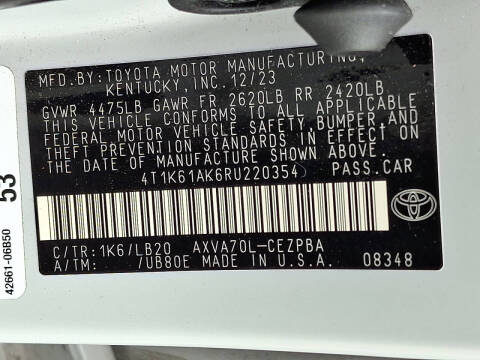 MFD.BY: TOYOTA MOTOR MANUFACTURING,
KENTUCKY, INC. 12/23
GVWR 4475LB GAWR FR 2620LB RR 2420LB
THIS VEHICLE CONFORMS TO ALL APPLICABLE
FEDERAL MOTOR VEHICLE SAFETY, BUMPER, AND
THEFT PREVENTION STANDARDS IN EFFECT ON
THE DATE OF MANUFACTURE SHOWN ABOVE.
4T1K61AK6RU220354 PASS.CAR
C/TR: 1K6/LB20 AXVA70L-CEZPBA
A/TM: /UB80E MADE IN U.S.A. 08348
42661-06B50
53